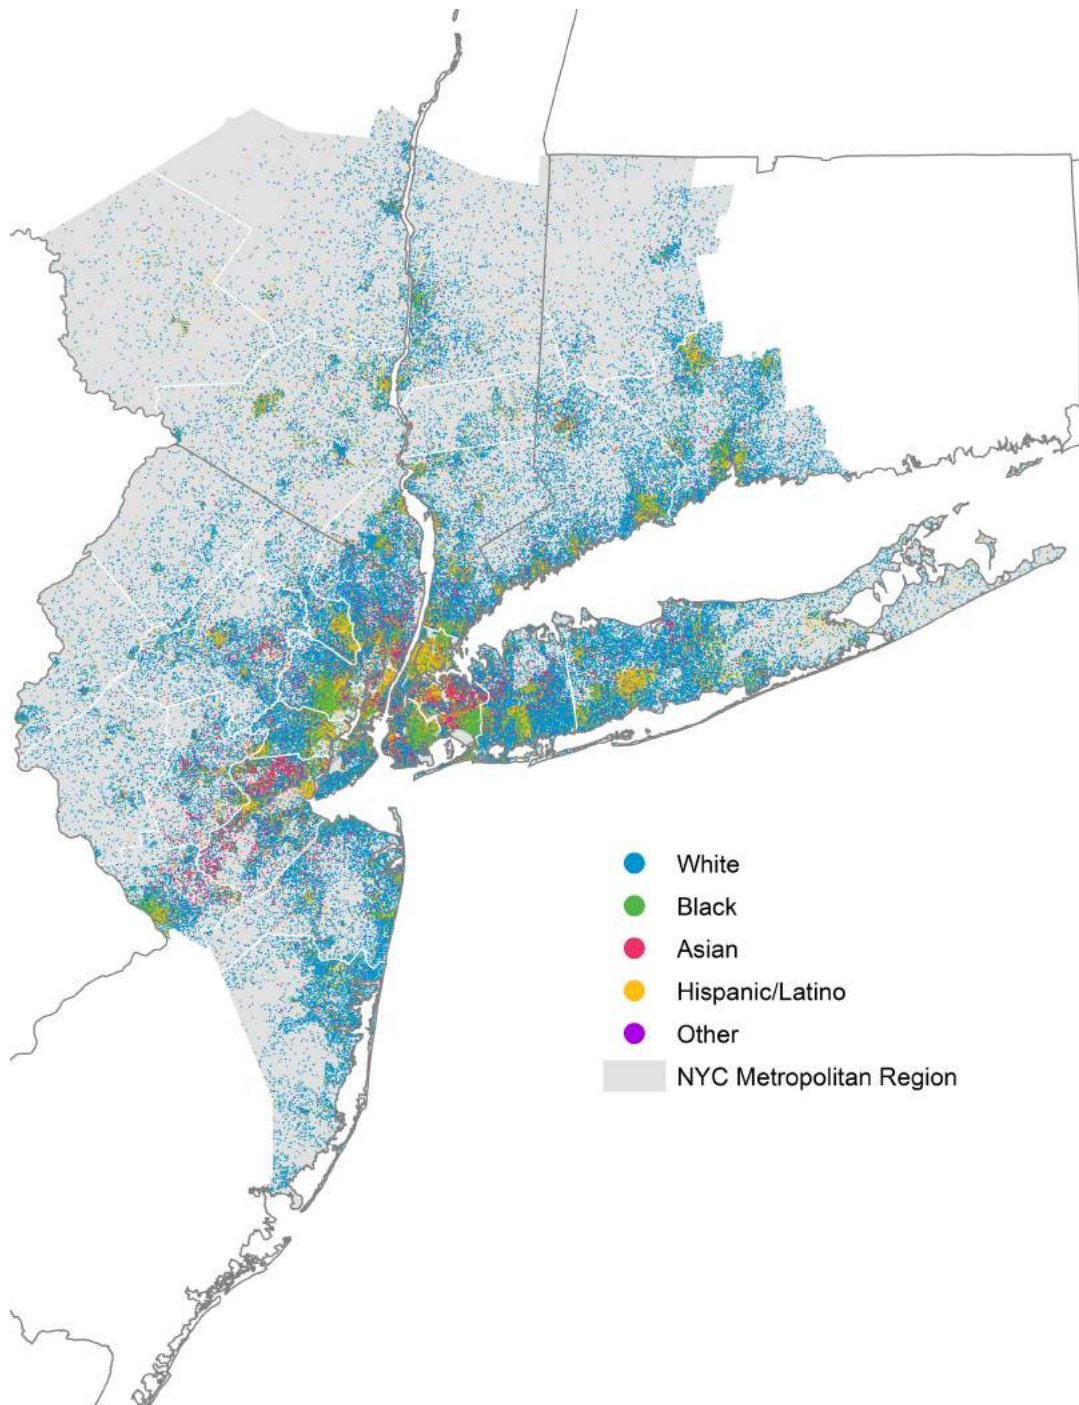 White
Black
Asian
Hispanic/Latino
Other
NYC Metropolitan Region